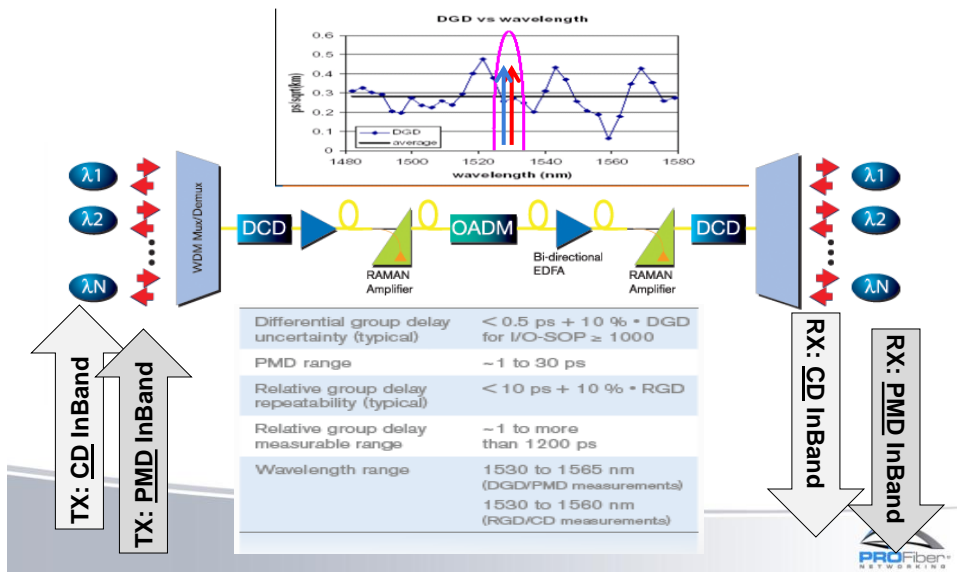 DGD vs wavelength
0.6
0.5
0.4
0.3
0.2
0.1
0
ps/sqrt(km)
DGD
average
1480
1500
1520
1540
1560
1580
wavelength (nm)
λ1
λ2
λN
WDM Mux/Demux
DCD
RAMAN
Amplifier
OADM
Bi-directional
EDFA
RAMAN
Amplifier
DCD
λ1
λ2
λN
TX: CD InBand
TX: PMD InBand
Differential group delay < 0.5 ps + 10 % • DGD
uncertainty (typical) for I/O-SOP ≥ 1000
PMD range ~1 to 30 ps
Relative group delay < 10 ps + 10 % • RGD
repeatability (typical)
Relative group delay ~1 to more
measurable range than 1200 ps
Wavelength range 1530 to 1565 nm
(DGD/PMD measurements)
1530 to 1560 nm
(RGD/CD measurements)
RX: CD InBand
RX: PMD InBand
PROFiber
NETWORKING